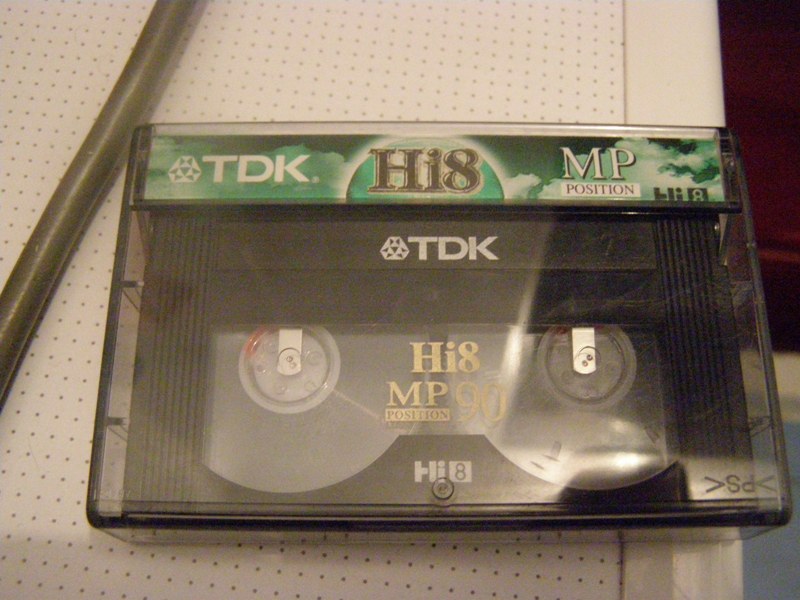 TDK Hi8 MP
POSITION
Hi8
TDK
Hi8
MP 90
POSITION
Hi8
>PS<